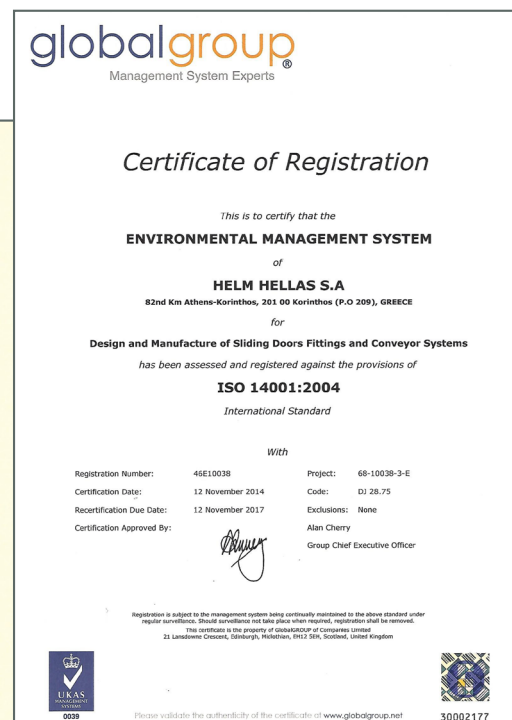 globalgroup®
Management System Experts
Certificate of Registration
This is to certify that the
ENVIRONMENTAL MANAGEMENT SYSTEM
of
HELM HELLAS S.A
82nd Km Athens-Korinthos, 201 00 Korinthos (P.O 209), GREECE
for
Design and Manufacture of Sliding Doors Fittings and Conveyor Systems
has been assessed and registered against the provisions of
ISO 14001:2004
International Standard
With
Registration Number: 46E10038 Project: 68-10038-3-E
Certification Date: 12 November 2014 Code: DJ 28.75
Recertification Due Date: 12 November 2017 Exclusions: None
Certification Approved By: Alan Cherry
Group Chief Executive Officer
Registration is subject to the management system being continually maintained to the above standard under
regular surveillance. Should surveillance not take place when required, registration shall be removed.
This certificate is the property of GlobalGROUP of Companies Limited
21 Lansdowne Crescent, Edinburgh, Midlothian, EH12 5EH, Scotland, United Kingdom
UKAS
MANAGEMENT
SYSTEMS
0039
Please validate the authenticity of the certificate at www.globalgroup.net
30002177